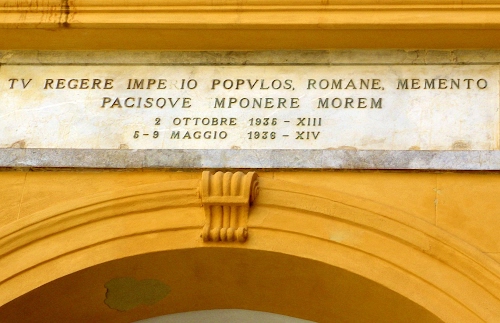 TV REGERE IMPERIO POPVLOS, ROMANE, MEMENTO
PACISQVE MPONERE MOREM
2 OTTOBRE 1935 - XIII
5-9 MAGGIO 1936 - XIV